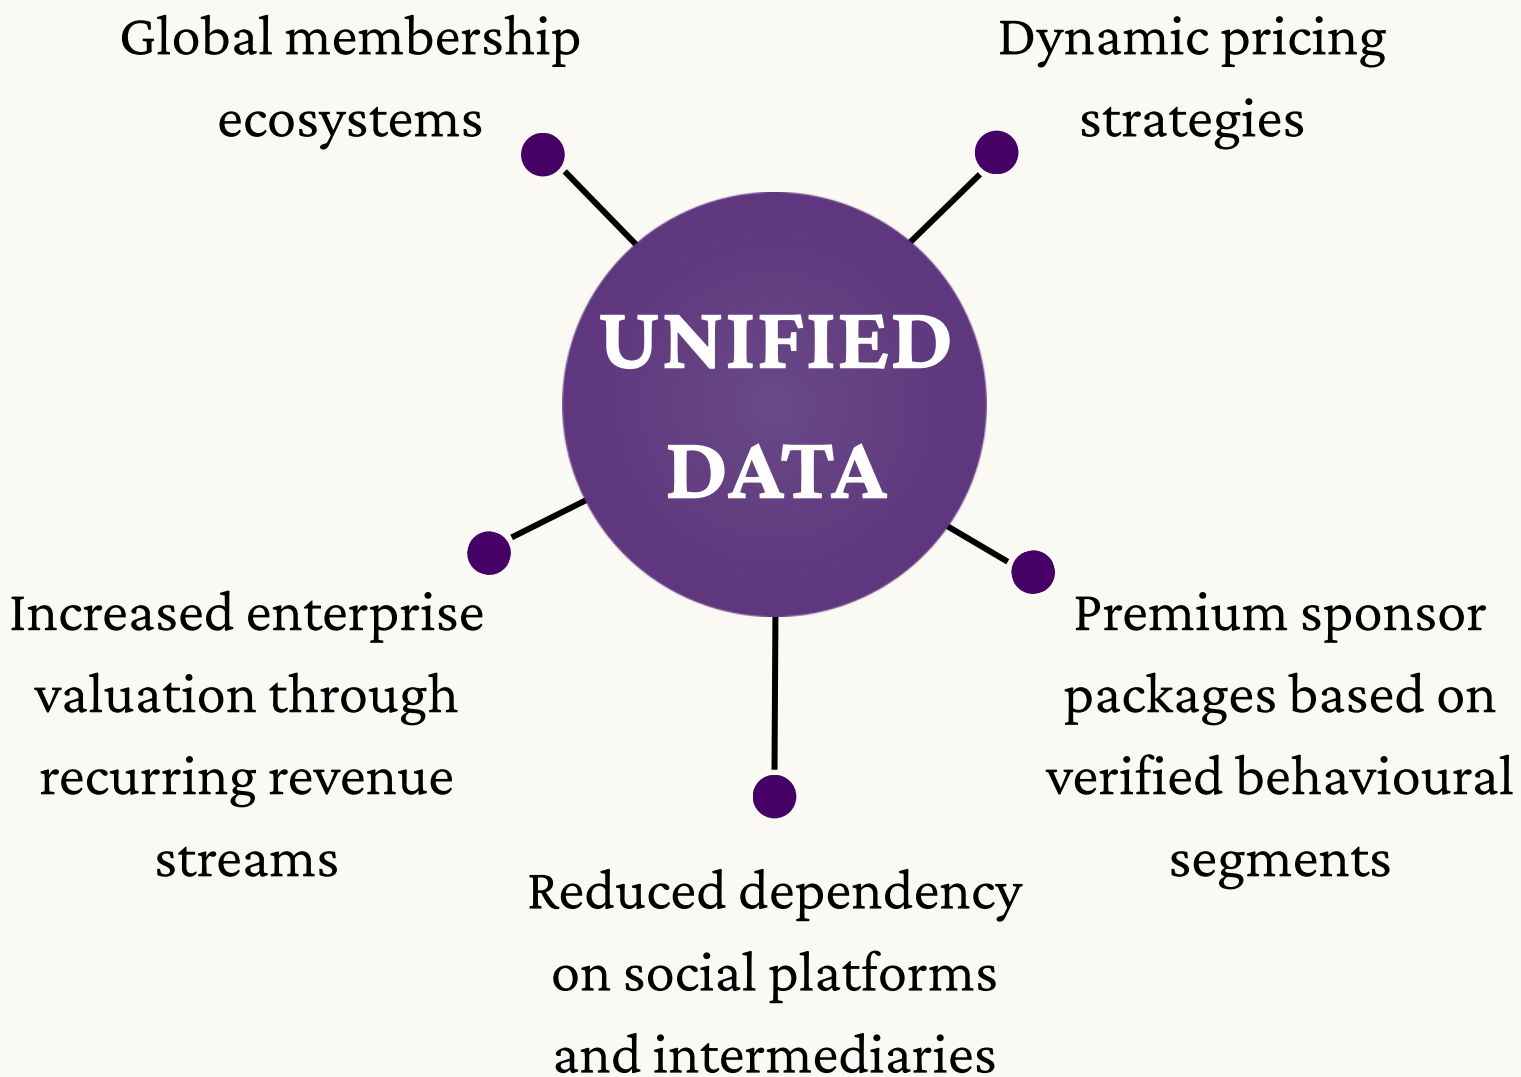 Global membership
ecosystems
Dynamic pricing
strategies
UNIFIED
DATA
Increased enterprise
valuation through
recurring revenue
streams
Premium sponsor
packages based on
verified behavioural
segments
Reduced dependency
on social platforms
and intermediaries